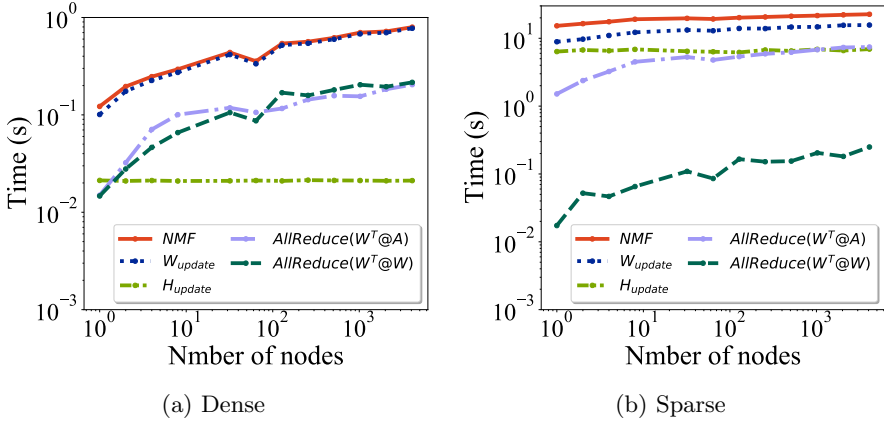 10^0
10^-1
10^-2
10^-3
Time (s)
NMF
W_update
H_update
AllReduce(W^T@A)
AllReduce(W^T@W)
10^0 10^1 10^2 10^3
Nmber of nodes
(a) Dense
10^1
10^0
10^-1
10^-2
10^-3
Time (s)
NMF
W_update
H_update
AllReduce(W^T@A)
AllReduce(W^T@W)
10^0 10^1 10^2 10^3
Nmber of nodes
(b) Sparse